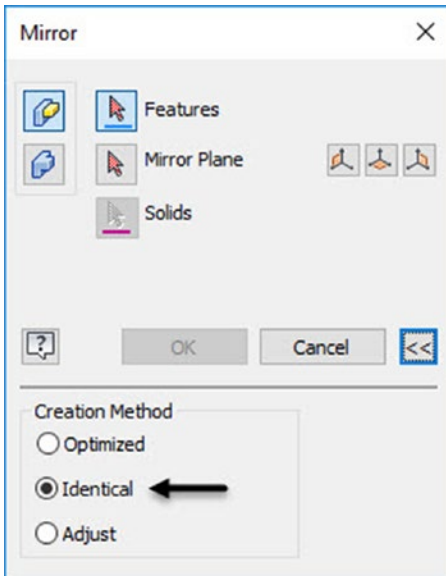 Mirror
Features
Mirror Plane
Solids
?
OK
Cancel
<<
Creation Method
Optimized
Identical
Adjust